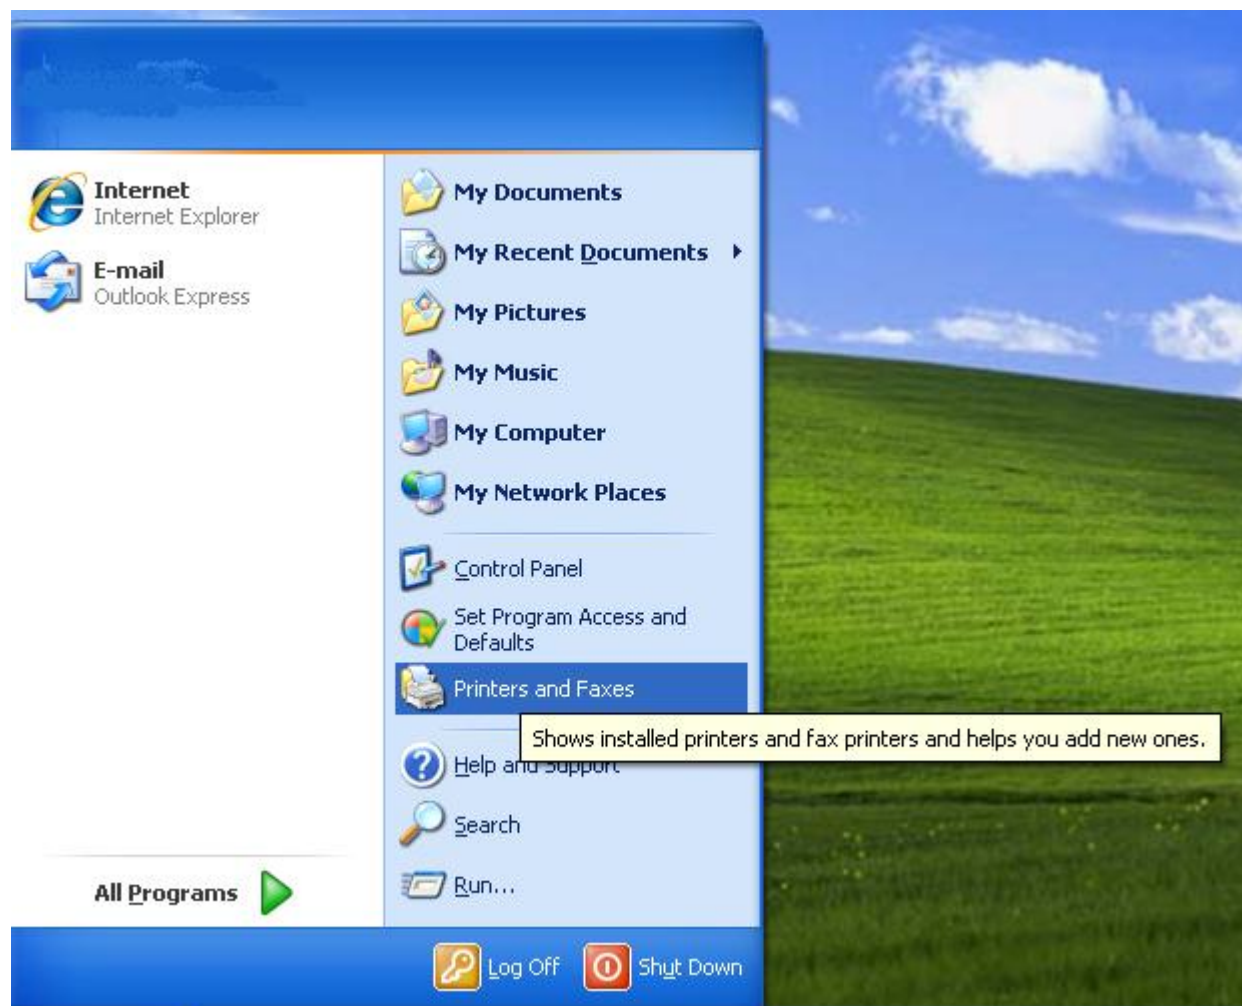 Internet
Internet Explorer
E-mail
Outlook Express
All Programs
My Documents
My Recent Documents
My Pictures
My Music
My Computer
My Network Places
Control Panel
Set Program Access and
Defaults
Printers and Faxes
Shows installed printers and fax printers and helps you add new ones.
Help and Support
Search
Run...
Log Off
Shut Down